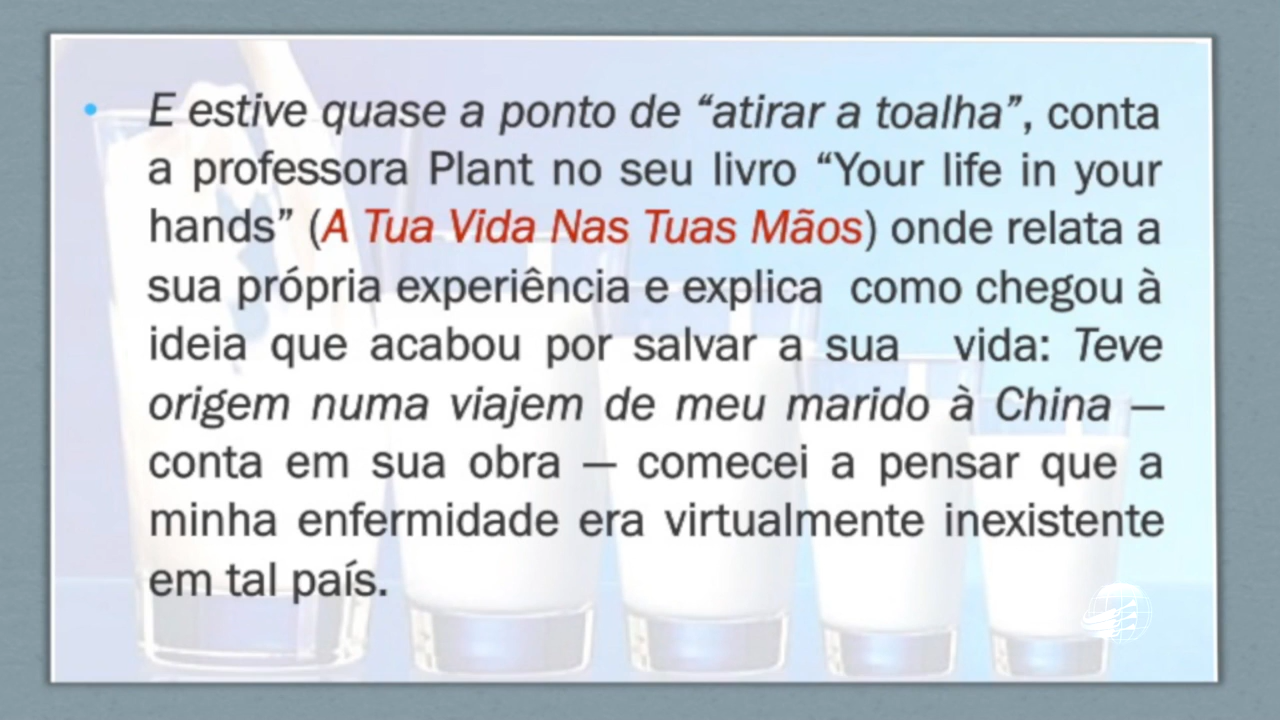 • E estive quase a ponto de “atirar a toalha”, conta
a professora Plant no seu livro “Your life in your
hands” (A Tua Vida Nas Tuas Mãos) onde relata a
sua própria experiência e explica como chegou à
ideia que acabou por salvar a sua vida: Teve
origem numa viajem de meu marido à China —
conta em sua obra — comecei a pensar que a
minha enfermidade era virtualmente inexistente
em tal país.